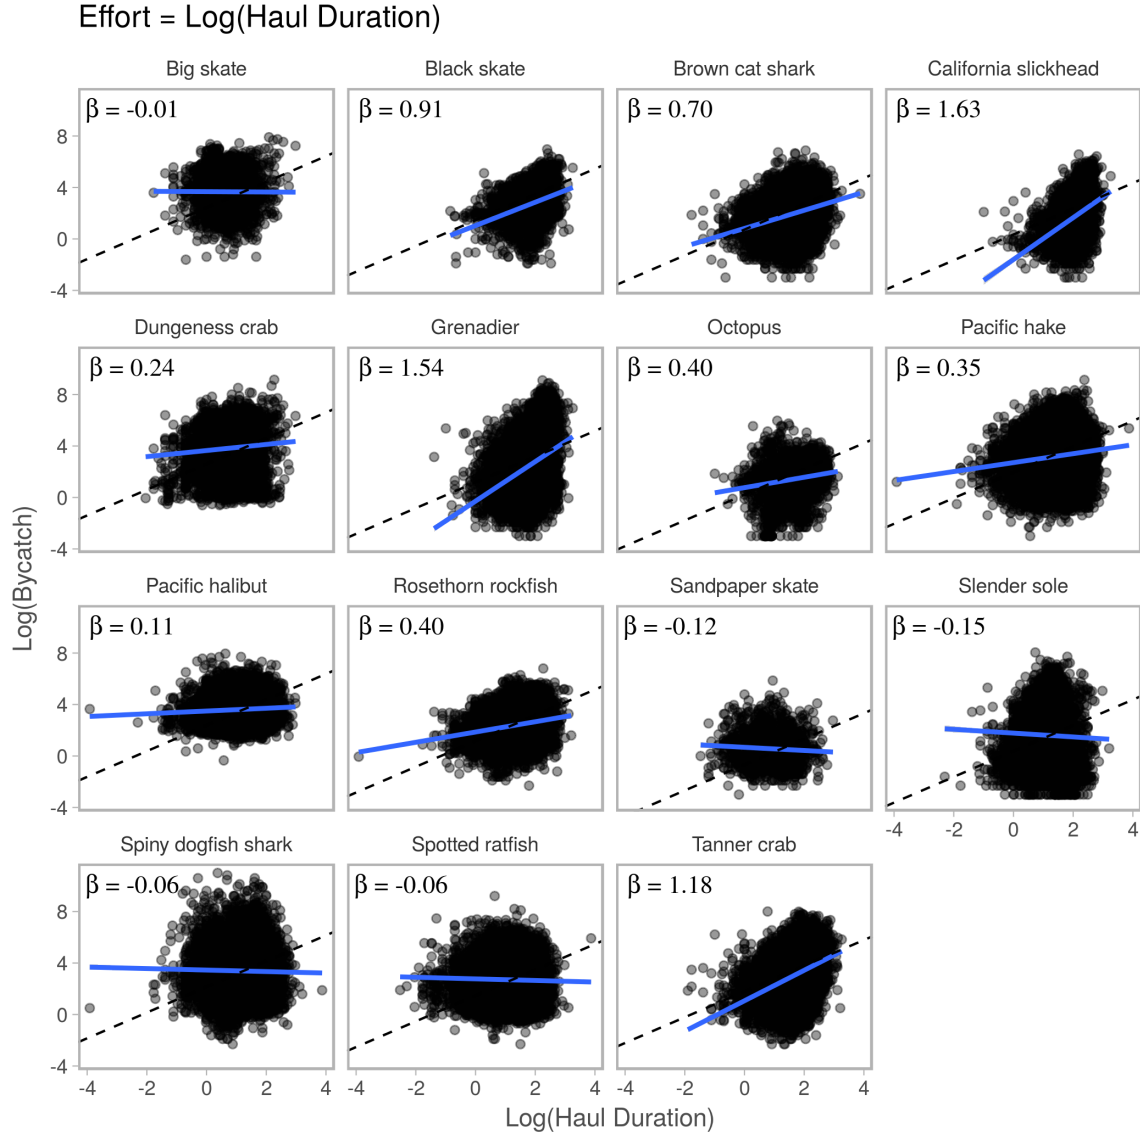 Effort = Log(Haul Duration)
Big skate
Black skate
Brown cat shark
California slickhead
β = -0.01
β = 0.91
β = 0.70
β = 1.63
8
4
0
-4
Dungeness crab
Grenadier
Octopus
Pacific hake
β = 0.24
β = 1.54
β = 0.40
β = 0.35
8
4
0
-4
Log(Bycatch)
Pacific halibut
Rosethorn rockfish
Sandpaper skate
Slender sole
β = 0.11
β = 0.40
β = -0.12
β = -0.15
8
4
0
-4
-4 -2 0 2 4
Spiny dogfish shark
Spotted ratfish
Tanner crab
β = -0.06
β = -0.06
β = 1.18
8
4
0
-4
-4 -2 0 2 4
-4 -2 0 2 4
-4 -2 0 2 4
Log(Haul Duration)